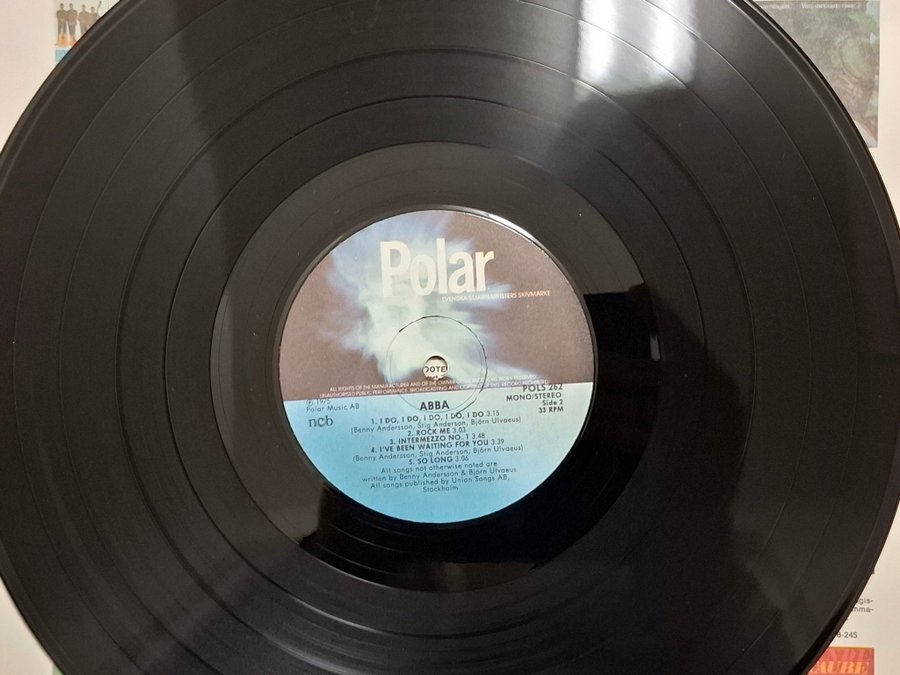 Polar
SVENSKA STJÄRNARTISTERS SKIVMÄRKE
OOTE
ALL RIGHTS OF THE MANUFACTURER AND OF THE OWNER OF THE RECORDED WORK RESERVED.
UNAUTHORISED PUBLIC PERFORMANCE, BROADCASTING AND COPYING OF THIS RECORD PROHIBITED
℗ 1975
Polar Music AB
ncb
POLS 262
MONO/STEREO
Side 2
33 RPM
ABBA
1. I DO, I DO, I DO, I DO, I DO 3.15
(Benny Andersson, Stig Anderson, Björn Ulvaeus)
2. ROCK ME 3.03
3. INTERMEZZO NO. 1 3.48
4. I'VE BEEN WAITING FOR YOU 3.39
(Benny Andersson, Stig Anderson, Björn Ulvaeus)
5. SO LONG 3.06
All songs not otherwise noted are
written by Benny Andersson & Björn Ulvaeus
All songs published by Union Songs AB,
Stockholm
-245
AUBE